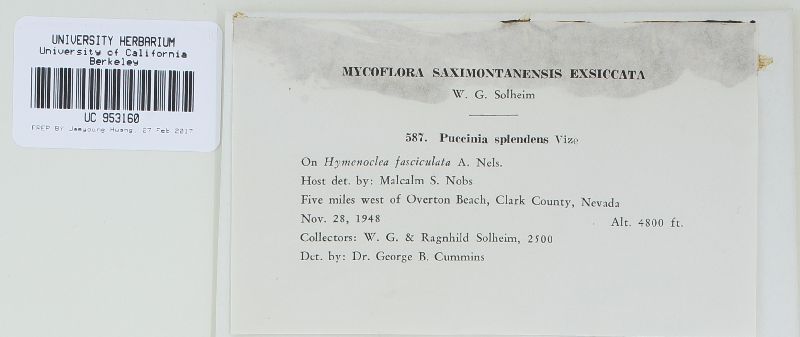 UNIVERSITY HERBARIUM
University of California
Berkeley
UC 953160
PREP BY Jaeyoung Huang, 27 Feb 2017
MYCOFLORA SAXIMONTANENSIS EXSICCATA
W. G. Solheim
587. Puccinia splendens Vize
On Hymenoclea fasciculata A. Nels.
Host det. by: Malcalm S. Nobs
Five miles west of Overton Beach, Clark County, Nevada
Nov. 28, 1948 Alt. 4800 ft.
Collectors: W. G. & Ragnhild Solheim, 2500
Det. by: Dr. George B. Cummins